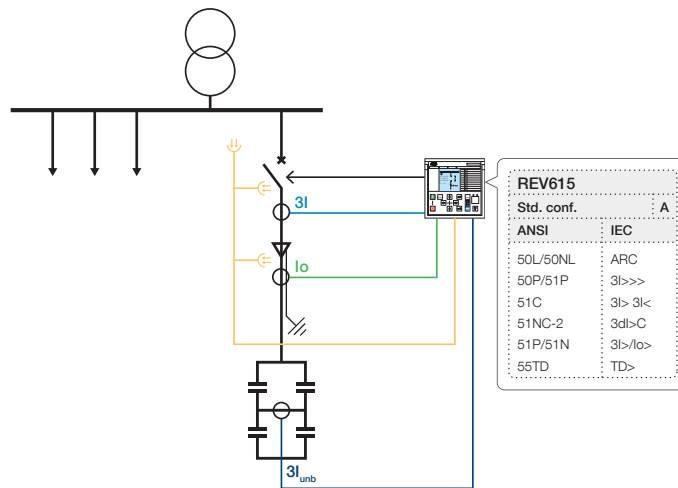 REV615
Std. conf. A
ANSI IEC
50L/50NL ARC
50P/51P 3I>>>
51C 3I> 3I<
51NC-2 3dI>C
51P/51N 3I>/Io>
55TD TD>
3I
Io
3Iunb